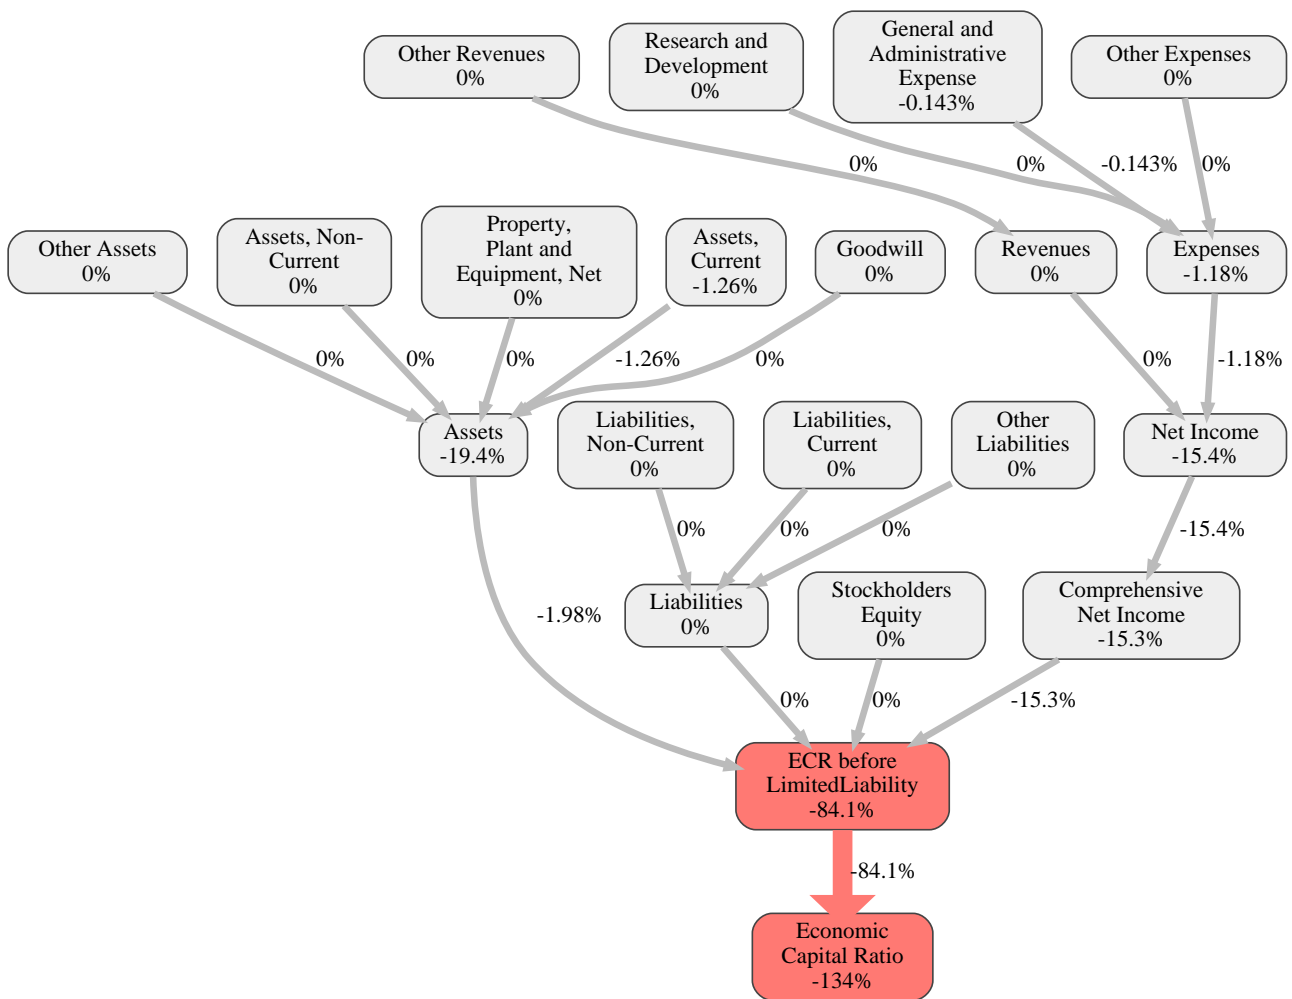 Other Revenues
0%
Research and
Development
0%
General and
Administrative
Expense
-0.143%
Other Expenses
0%
0%
0%
-0.143%
0%
Other Assets
0%
Assets, Non-
Current
0%
Property,
Plant and
Equipment, Net
0%
Assets,
Current
-1.26%
Goodwill
0%
Revenues
0%
Expenses
-1.18%
0%
0%
0%
-1.26%
0%
0%
-1.18%
Assets
-19.4%
Liabilities,
Non-Current
0%
Liabilities,
Current
0%
Other
Liabilities
0%
Net Income
-15.4%
0%
0%
0%
-15.4%
Liabilities
0%
Stockholders
Equity
0%
Comprehensive
Net Income
-15.3%
-1.98%
0%
0%
-15.3%
ECR before
LimitedLiability
-84.1%
-84.1%
Economic
Capital Ratio
-134%